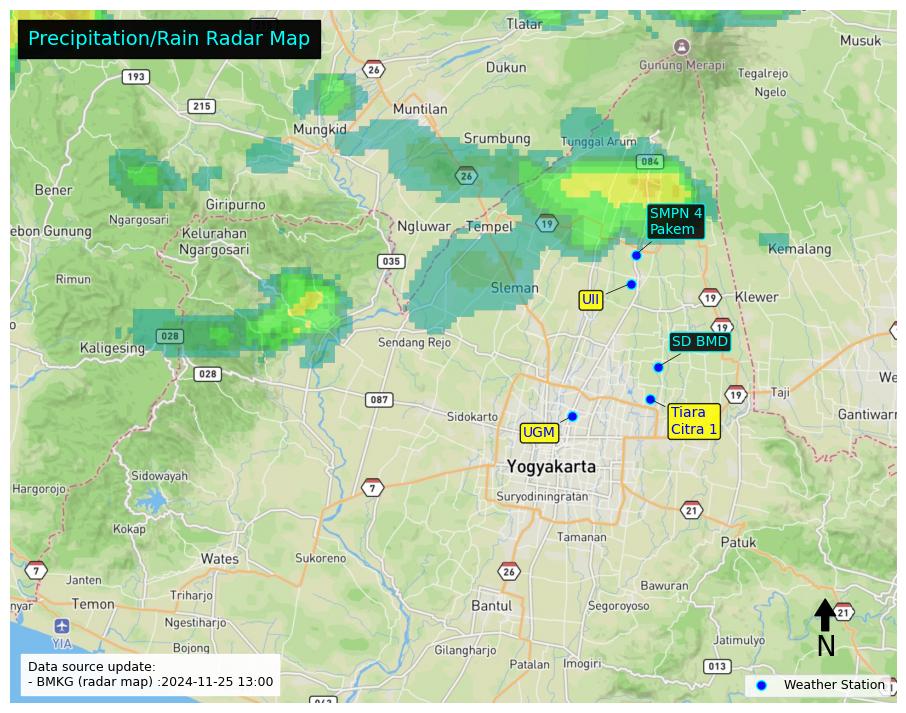 Precipitation/Rain Radar Map
Tlatar
Musuk
26
Dukun
Gunung Merapi
193
Tegalrejo
Ngelo
215
Muntilan
Mungkid
Srumbung
Tunggal Arum
084
26
Bener
Giripurno
SMPN 4
Pakem
Ngargosari
Ngluwar
Tempel
19
ebon Gunung
Kelurahan
Ngargosari
Kemalang
035
Rimun
Sleman
UII
19
Klewer
19
028
Kaligesing
Sendang Rejo
SD BMD
028
We
087
19
Taji
Sidokarto
Tiara
Citra 1
Gantiwarn
UGM
Yogyakarta
Sidowayah
Hargorojo
7
Suryodiningratan
21
Kokap
Tamanan
Patuk
Wates
Sukoreno
7
26
Janten
Bawuran
nyar
Temon
Triharjo
Bantul
Segoroyoso
21
YIA
Ngestiharjo
Jatimulyo
N
Bojong
Gilangharjo
Patalan
Imogiri
013
Data source update:
- BMKG (radar map) :2024-11-25 13:00
Weather Station